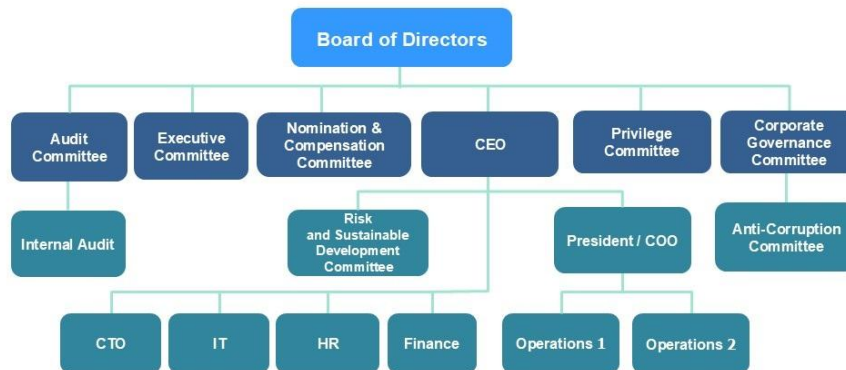 Board of Directors
Audit
Committee
Executive
Committee
Nomination &
Compensation
Committee
CEO
Privilege
Committee
Corporate
Governance
Committee
Internal Audit
Risk
and Sustainable
Development
Committee
President / COO
Anti-Corruption
Committee
CTO
IT
HR
Finance
Operations 1
Operations 2